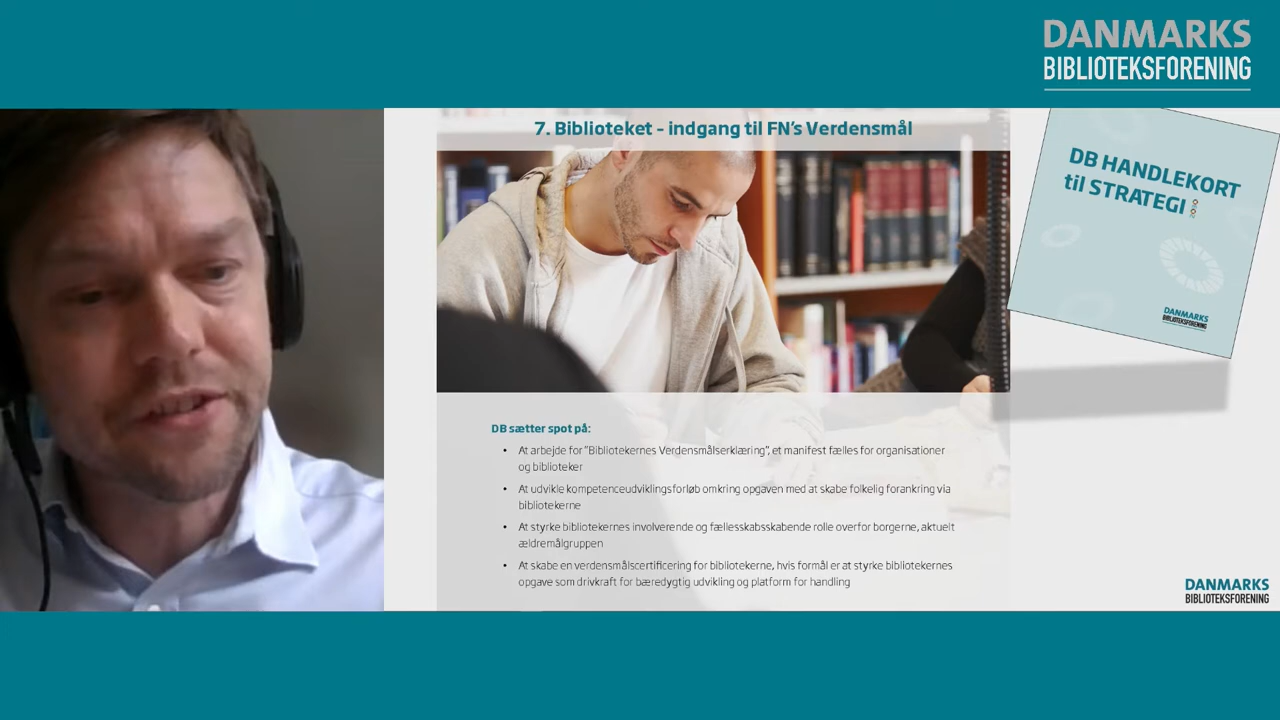 DANMARKS
BIBLIOTEKSFORENING
7. Biblioteket - indgang til FN's Verdensmål
DB HANDLEKORT
til STRATEGI
DANMARKS
BIBLIOTEKSFORENING
DB sætter spot på:
• At arbejde for "Bibliotekernes Verdensmålserklæring", et manifest fælles for organisationer
og biblioteker
• At udvikle kompetenceudviklingsforløb omkring opgaven med at skabe folkelig forankring via
bibliotekerne
• At styrke bibliotekernes involverende og fællesskabsskabende rolle overfor borgerne, aktuelt
ældremålgruppen
• At skabe en verdensmålscertificering for bibliotekerne, hvis formål er at styrke bibliotekernes
opgave som drivkraft for bæredygtig udvikling og platform for handling
DANMARKS
BIBLIOTEKSFORENING